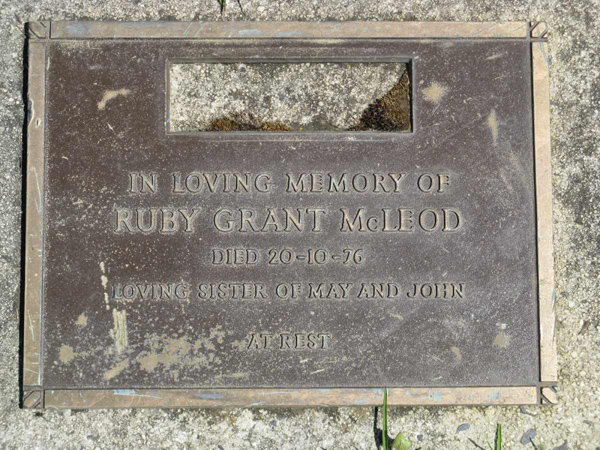 IN LOVING MEMORY OF
RUBY GRANT McLEOD
DIED 20-10-76
LOVING SISTER OF MAY AND JOHN
AT REST